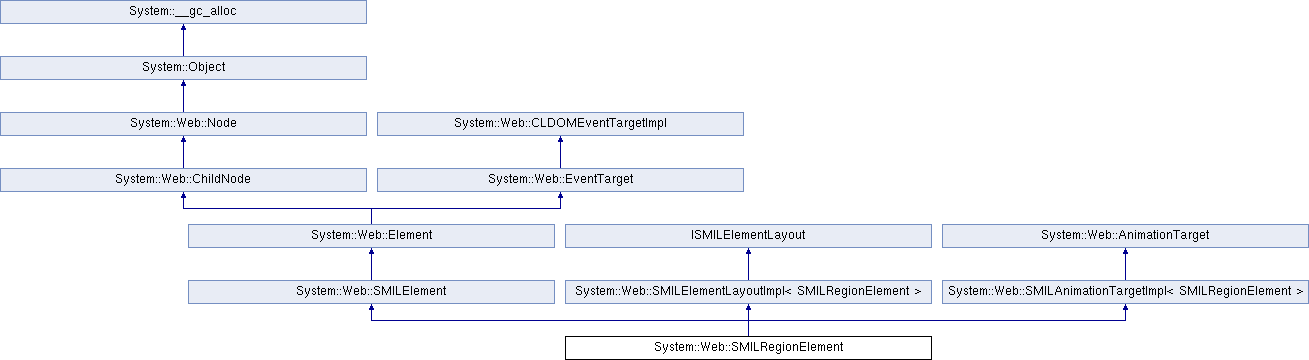 System::__gc_alloc
System::Object
System::Web::Node
System::Web::CLDOMEventTargetImpl
System::Web::ChildNode
System::Web::EventTarget
System::Web::Element
ISMILElementLayout
System::Web::AnimationTarget
System::Web::SMILElement
System::Web::SMILElementLayoutImpl< SMILRegionElement >
System::Web::SMILAnimationTargetImpl< SMILRegionElement >
System::Web::SMILRegionElement